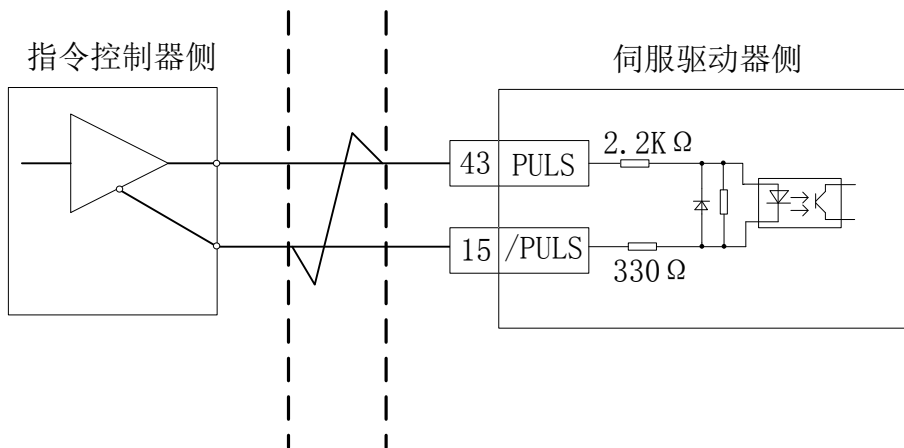 指令控制器侧
伺服驱动器侧
43 PULS
2.2KΩ
15 /PULS
330Ω